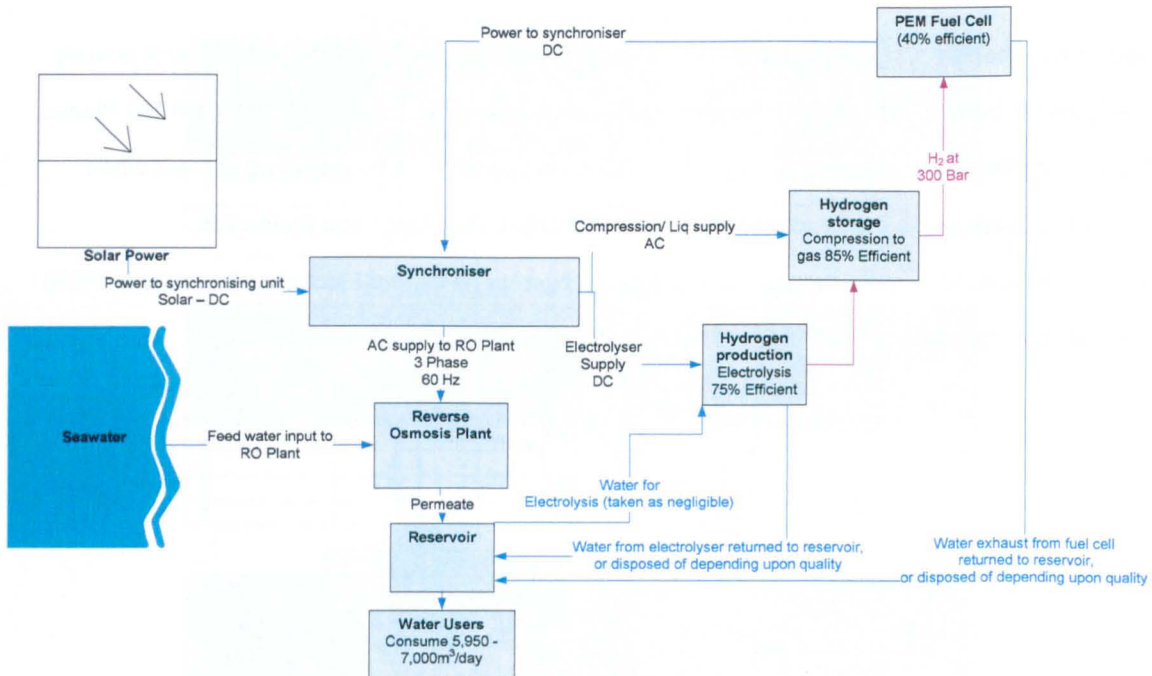 PEM Fuel Cell
(40% efficient)
Power to synchroniser
DC
H₂ at
300 Bar
Hydrogen
storage
Compression to
gas 85% Efficient
Compression/ Liq supply
AC
Solar Power
Synchroniser
Power to synchronising unit
Solar – DC
AC supply to RO Plant
3 Phase
60 Hz
Electrolyser
Supply
DC
Hydrogen
production
Electrolysis
75% Efficient
Seawater
Feed water input to
RO Plant
Reverse
Osmosis Plant
Permeate
Water for
Electrolysis (taken as negligible)
Reservoir
Water from electrolyser returned to reservoir,
or disposed of depending upon quality
Water exhaust from fuel cell
returned to reservoir,
or disposed of depending upon quality
Water Users
Consume 5,950 -
7,000m³/day